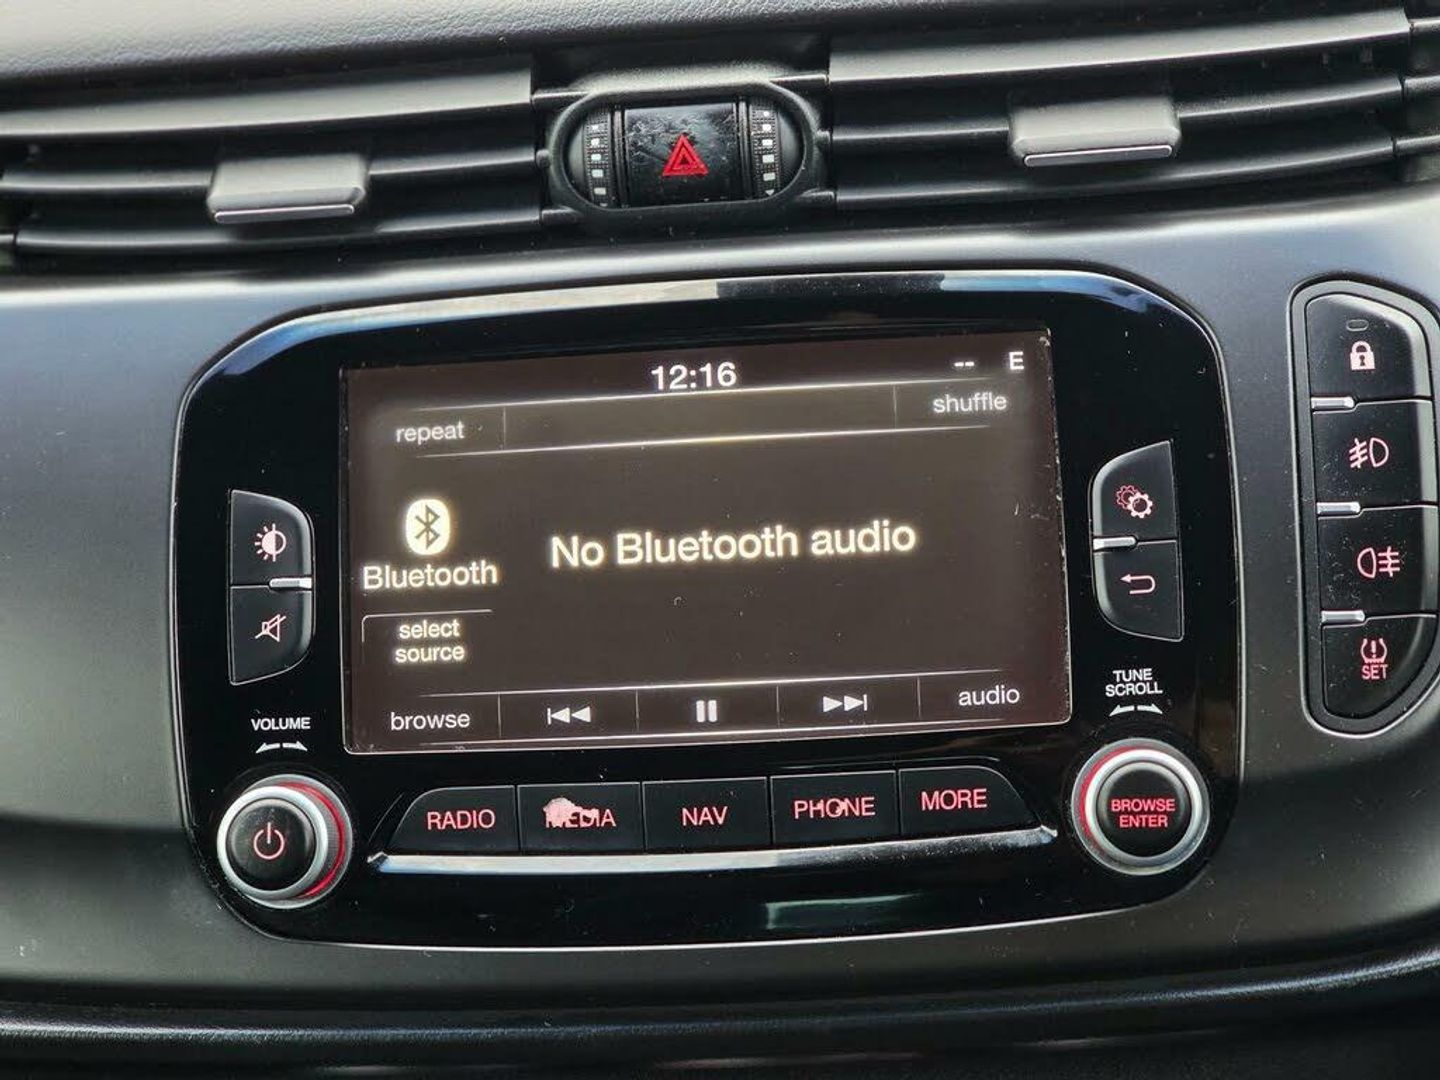 12:16
--
E
repeat
shuffle
Bluetooth
No Bluetooth audio
select
source
browse
audio
VOLUME
TUNE
SCROLL
RADIO
MEDIA
NAV
PHONE
MORE
BROWSE
ENTER
SET